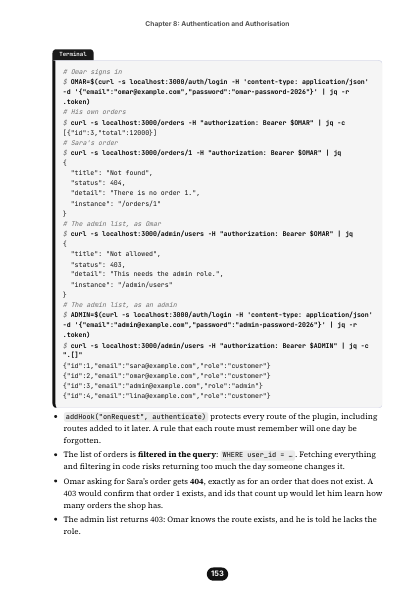 Chapter 8: Authentication and Authorisation
Terminal
# Omar signs in
$ OMAR=$(curl -s localhost:3000/auth/login -H 'content-type: application/json'
-d '{"email":"omar@example.com","password":"omar-password-2026"}' | jq -r
.token)
# His own orders
$ curl -s localhost:3000/orders -H "authorization: Bearer $OMAR" | jq -c
[{"id":3,"total":12000}]
# Sara's order
$ curl -s localhost:3000/orders/1 -H "authorization: Bearer $OMAR" | jq
{
"title": "Not found",
"status": 404,
"detail": "There is no order 1.",
"instance": "/orders/1"
}
# The admin list, as Omar
$ curl -s localhost:3000/admin/users -H "authorization: Bearer $OMAR" | jq
{
"title": "Not allowed",
"status": 403,
"detail": "This needs the admin role.",
"instance": "/admin/users"
}
# The admin list, as an admin
$ ADMIN=$(curl -s localhost:3000/auth/login -H 'content-type: application/json'
-d '{"email":"admin@example.com","password":"admin-password-2026"}' | jq -r
.token)
$ curl -s localhost:3000/admin/users -H "authorization: Bearer $ADMIN" | jq -c
".[]"
{"id":1,"email":"sara@example.com","role":"customer"}
{"id":2,"email":"omar@example.com","role":"customer"}
{"id":3,"email":"admin@example.com","role":"admin"}
{"id":4,"email":"lina@example.com","role":"customer"}
• addHook("onRequest", authenticate) protects every route of the plugin, including
routes added to it later. A rule that each route must remember will one day be
forgotten.
• The list of orders is filtered in the query: WHERE user_id = … . Fetching everything
and filtering in code risks returning too much the day someone changes it.
• Omar asking for Sara's order gets 404, exactly as for an order that does not exist. A
403 would confirm that order 1 exists, and ids that count up would let him learn how
many orders the shop has.
• The admin list returns 403: Omar knows the route exists, and he is told he lacks the
role.
153